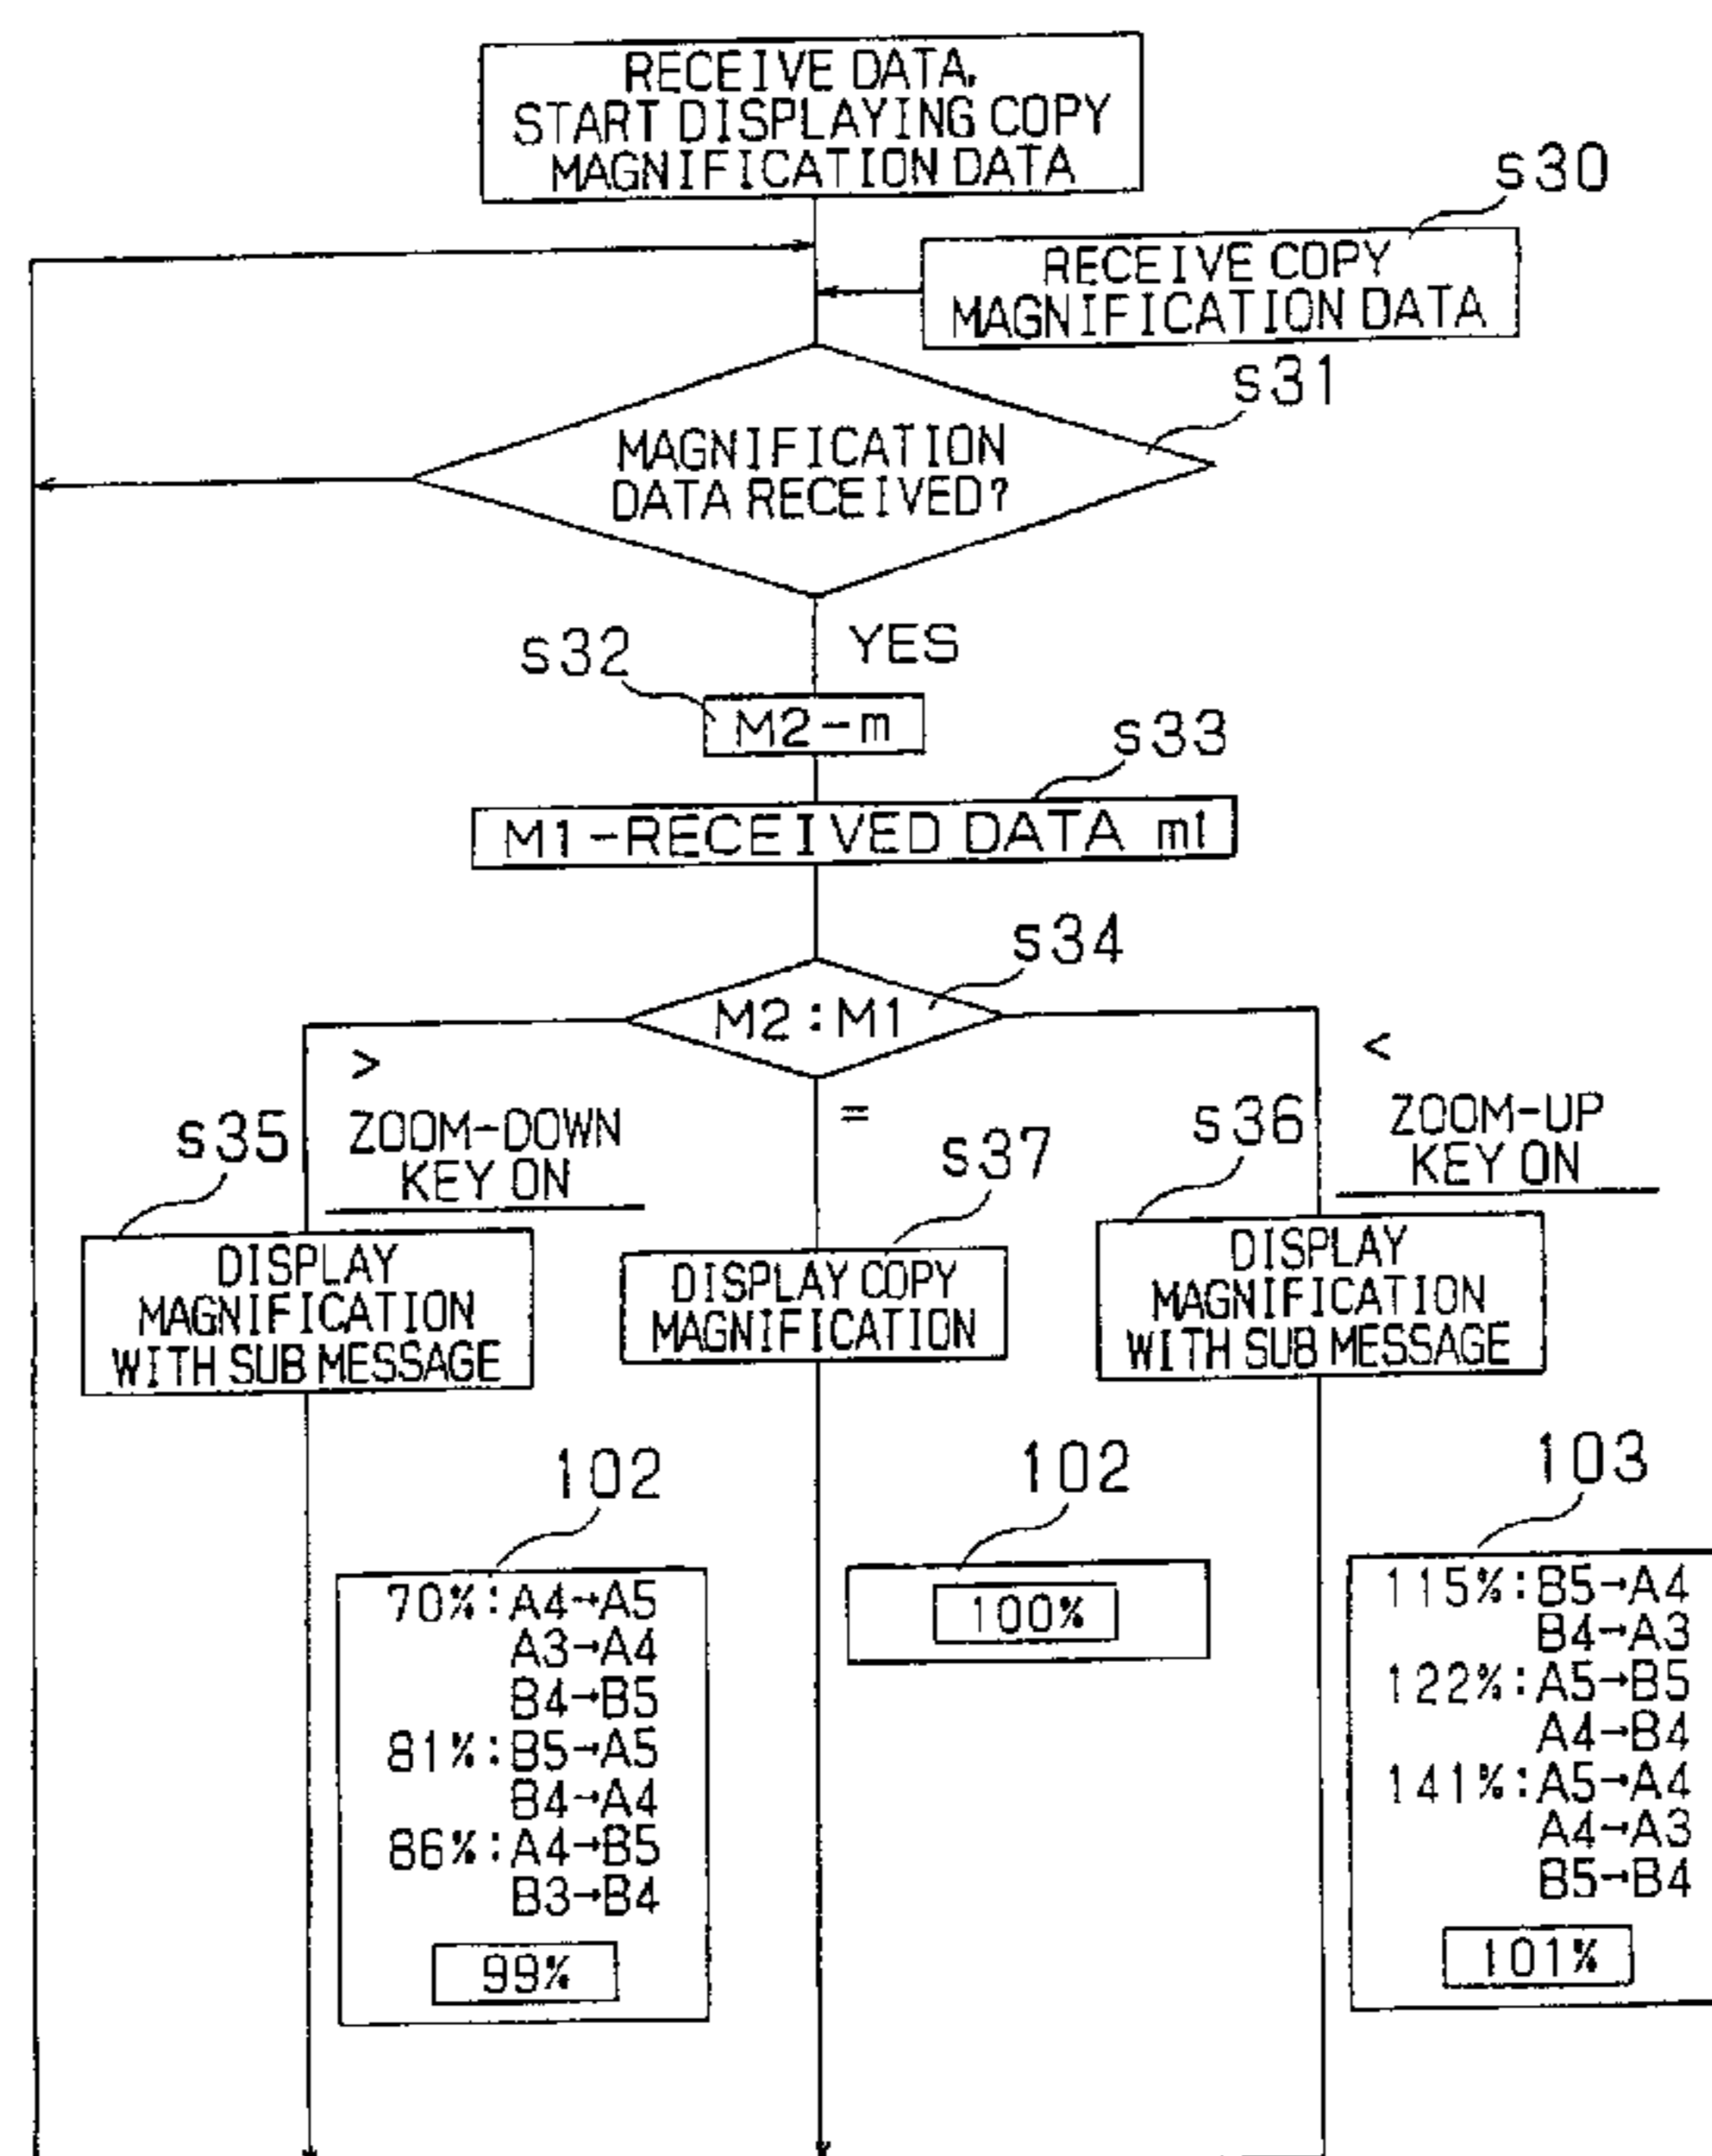 RECEIVE DATA,
START DISPLAYING COPY
MAGNIFICATION DATA
s30
RECEIVE COPY
MAGNIFICATION DATA
s31
MAGNIFICATION
DATA RECEIVED?
YES
s32
M2-m
s33
M1-RECEIVED DATA m1
s34
M2:M1
>
=
<
s35
ZOOM-DOWN
KEY ON
s37
s36
ZOOM-UP
KEY ON
DISPLAY
MAGNIFICATION
WITH SUB MESSAGE
DISPLAY COPY
MAGNIFICATION
DISPLAY
MAGNIFICATION
WITH SUB MESSAGE
102
70%:A4→A5
A3→A4
B4→B5
81%:B5→A5
B4→A4
86%:A4→B5
B3→B4
99%
102
100%
103
115%:B5→A4
B4→A3
122%:A5→B5
A4→B4
141%:A5→A4
A4→A3
B5→B4
101%